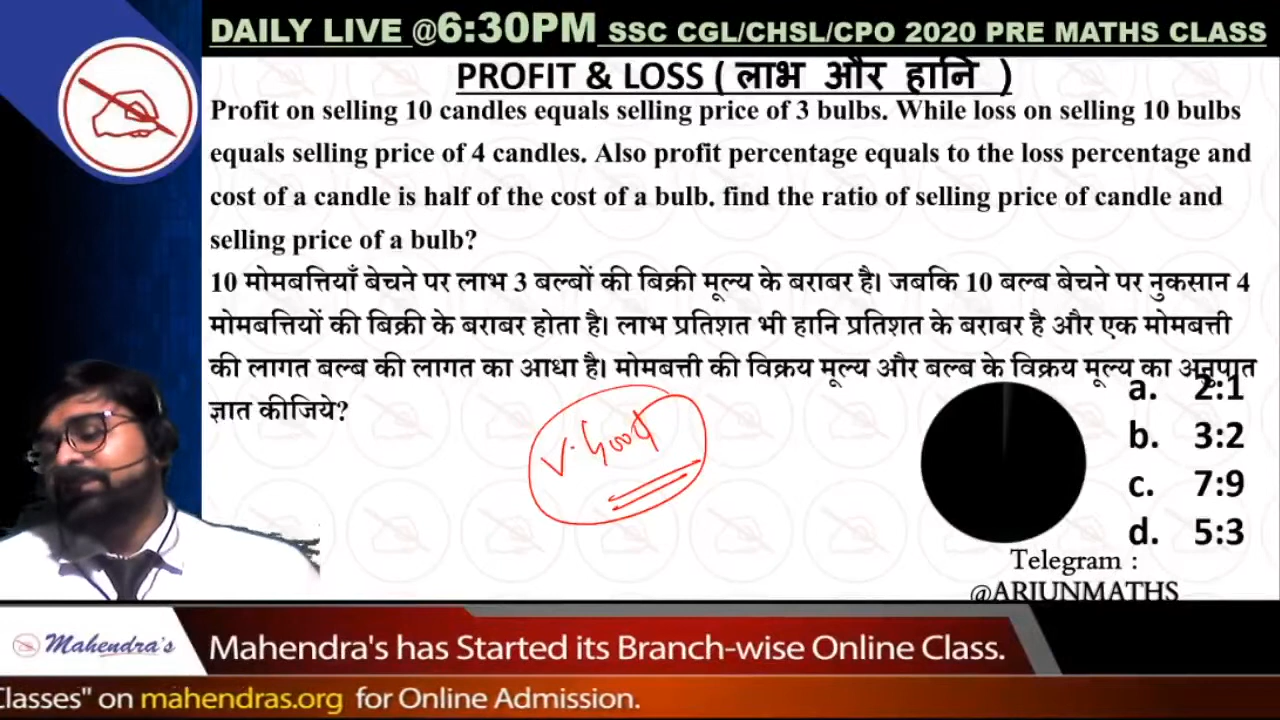 DAILY LIVE @6:30PM SSC CGL/CHSL/CPO 2020 PRE MATHS CLASS
PROFIT & LOSS ( लाभ और हानि )
Profit on selling 10 candles equals selling price of 3 bulbs. While loss on selling 10 bulbs
equals selling price of 4 candles. Also profit percentage equals to the loss percentage and
cost of a candle is half of the cost of a bulb. find the ratio of selling price of candle and
selling price of a bulb?
10 मोमबत्तियाँ बेचने पर लाभ 3 बल्बों की बिक्री मूल्य के बराबर है। जबकि 10 बल्ब बेचने पर नुकसान 4
मोमबत्तियों की बिक्री के बराबर होता है। लाभ प्रतिशत भी हानि प्रतिशत के बराबर है और एक मोमबत्ती
की लागत बल्ब की लागत का आधा है। मोमबत्ती की विक्रय मूल्य और बल्ब के विक्रय मूल्य का अनुपात
ज्ञात कीजिये?
a. 2:1
b. 3:2
c. 7:9
d. 5:3
V. Good
Telegram :
@ARJUNMATHS
Mahendra's
Mahendra's has Started its Branch-wise Online Class.
Classes" on mahendras.org for Online Admission.